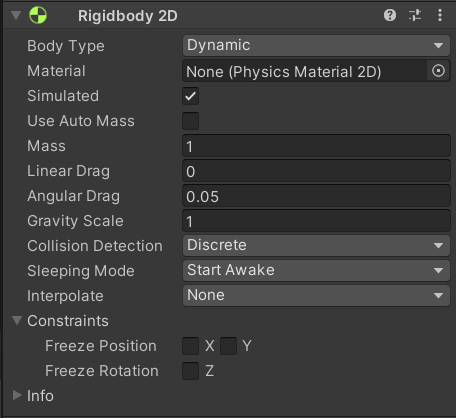 Rigidbody 2D
Body Type Dynamic
Material None (Physics Material 2D)
Simulated
Use Auto Mass
Mass 1
Linear Drag 0
Angular Drag 0.05
Gravity Scale 1
Collision Detection Discrete
Sleeping Mode Start Awake
Interpolate None
Constraints
Freeze Position X Y
Freeze Rotation Z
Info